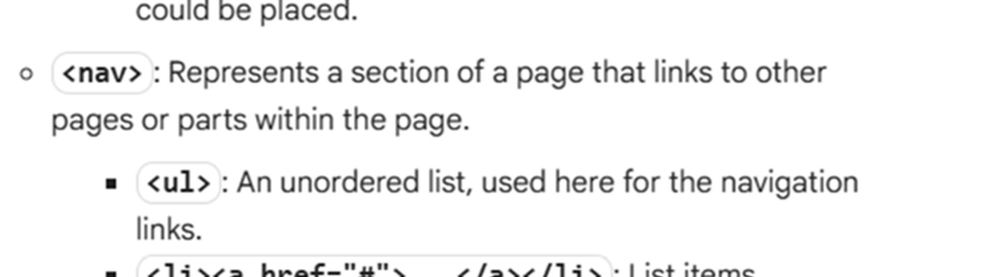 could be placed.
<nav>: Represents a section of a page that links to other
pages or parts within the page.
<ul>: An unordered list, used here for the navigation
links.
<li><a href="#">...</a></li>: List items